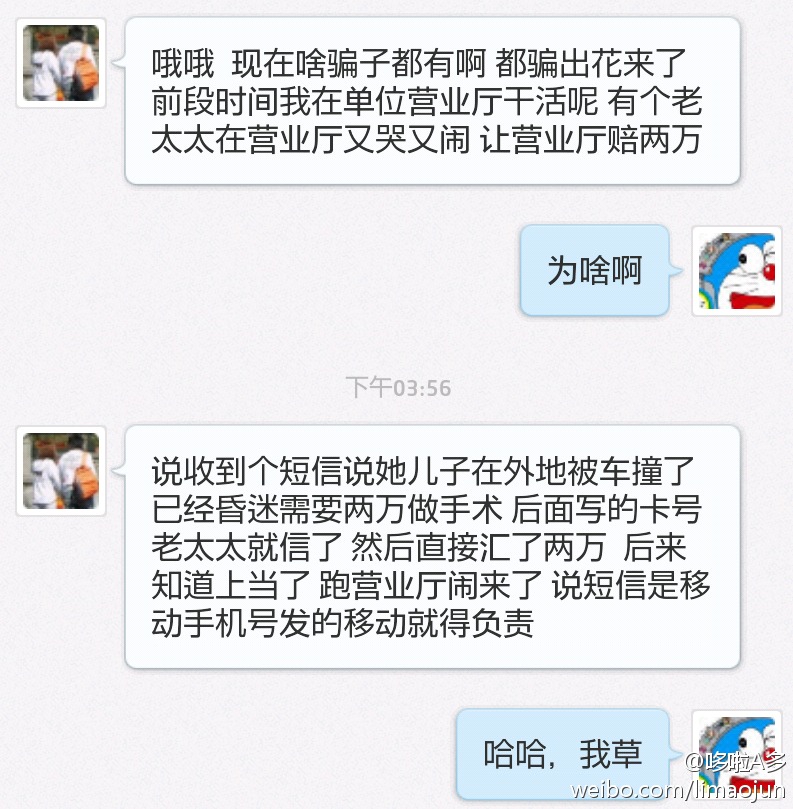 哦哦 现在啥骗子都有啊 都骗出花来了
前段时间我在单位营业厅干活呢 有个老
太太在营业厅又哭又闹 让营业厅赔两万
为啥啊
下午03:56
说收到个短信说她儿子在外地被车撞了
已经昏迷需要两万做手术 后面写的卡号
老太太就信了 然后直接汇了两万 后来
知道上当了 跑营业厅闹来了 说短信是移
动手机号发的移动就得负责
哈哈，我草
@哆啦A多
weibo.com/limaojun